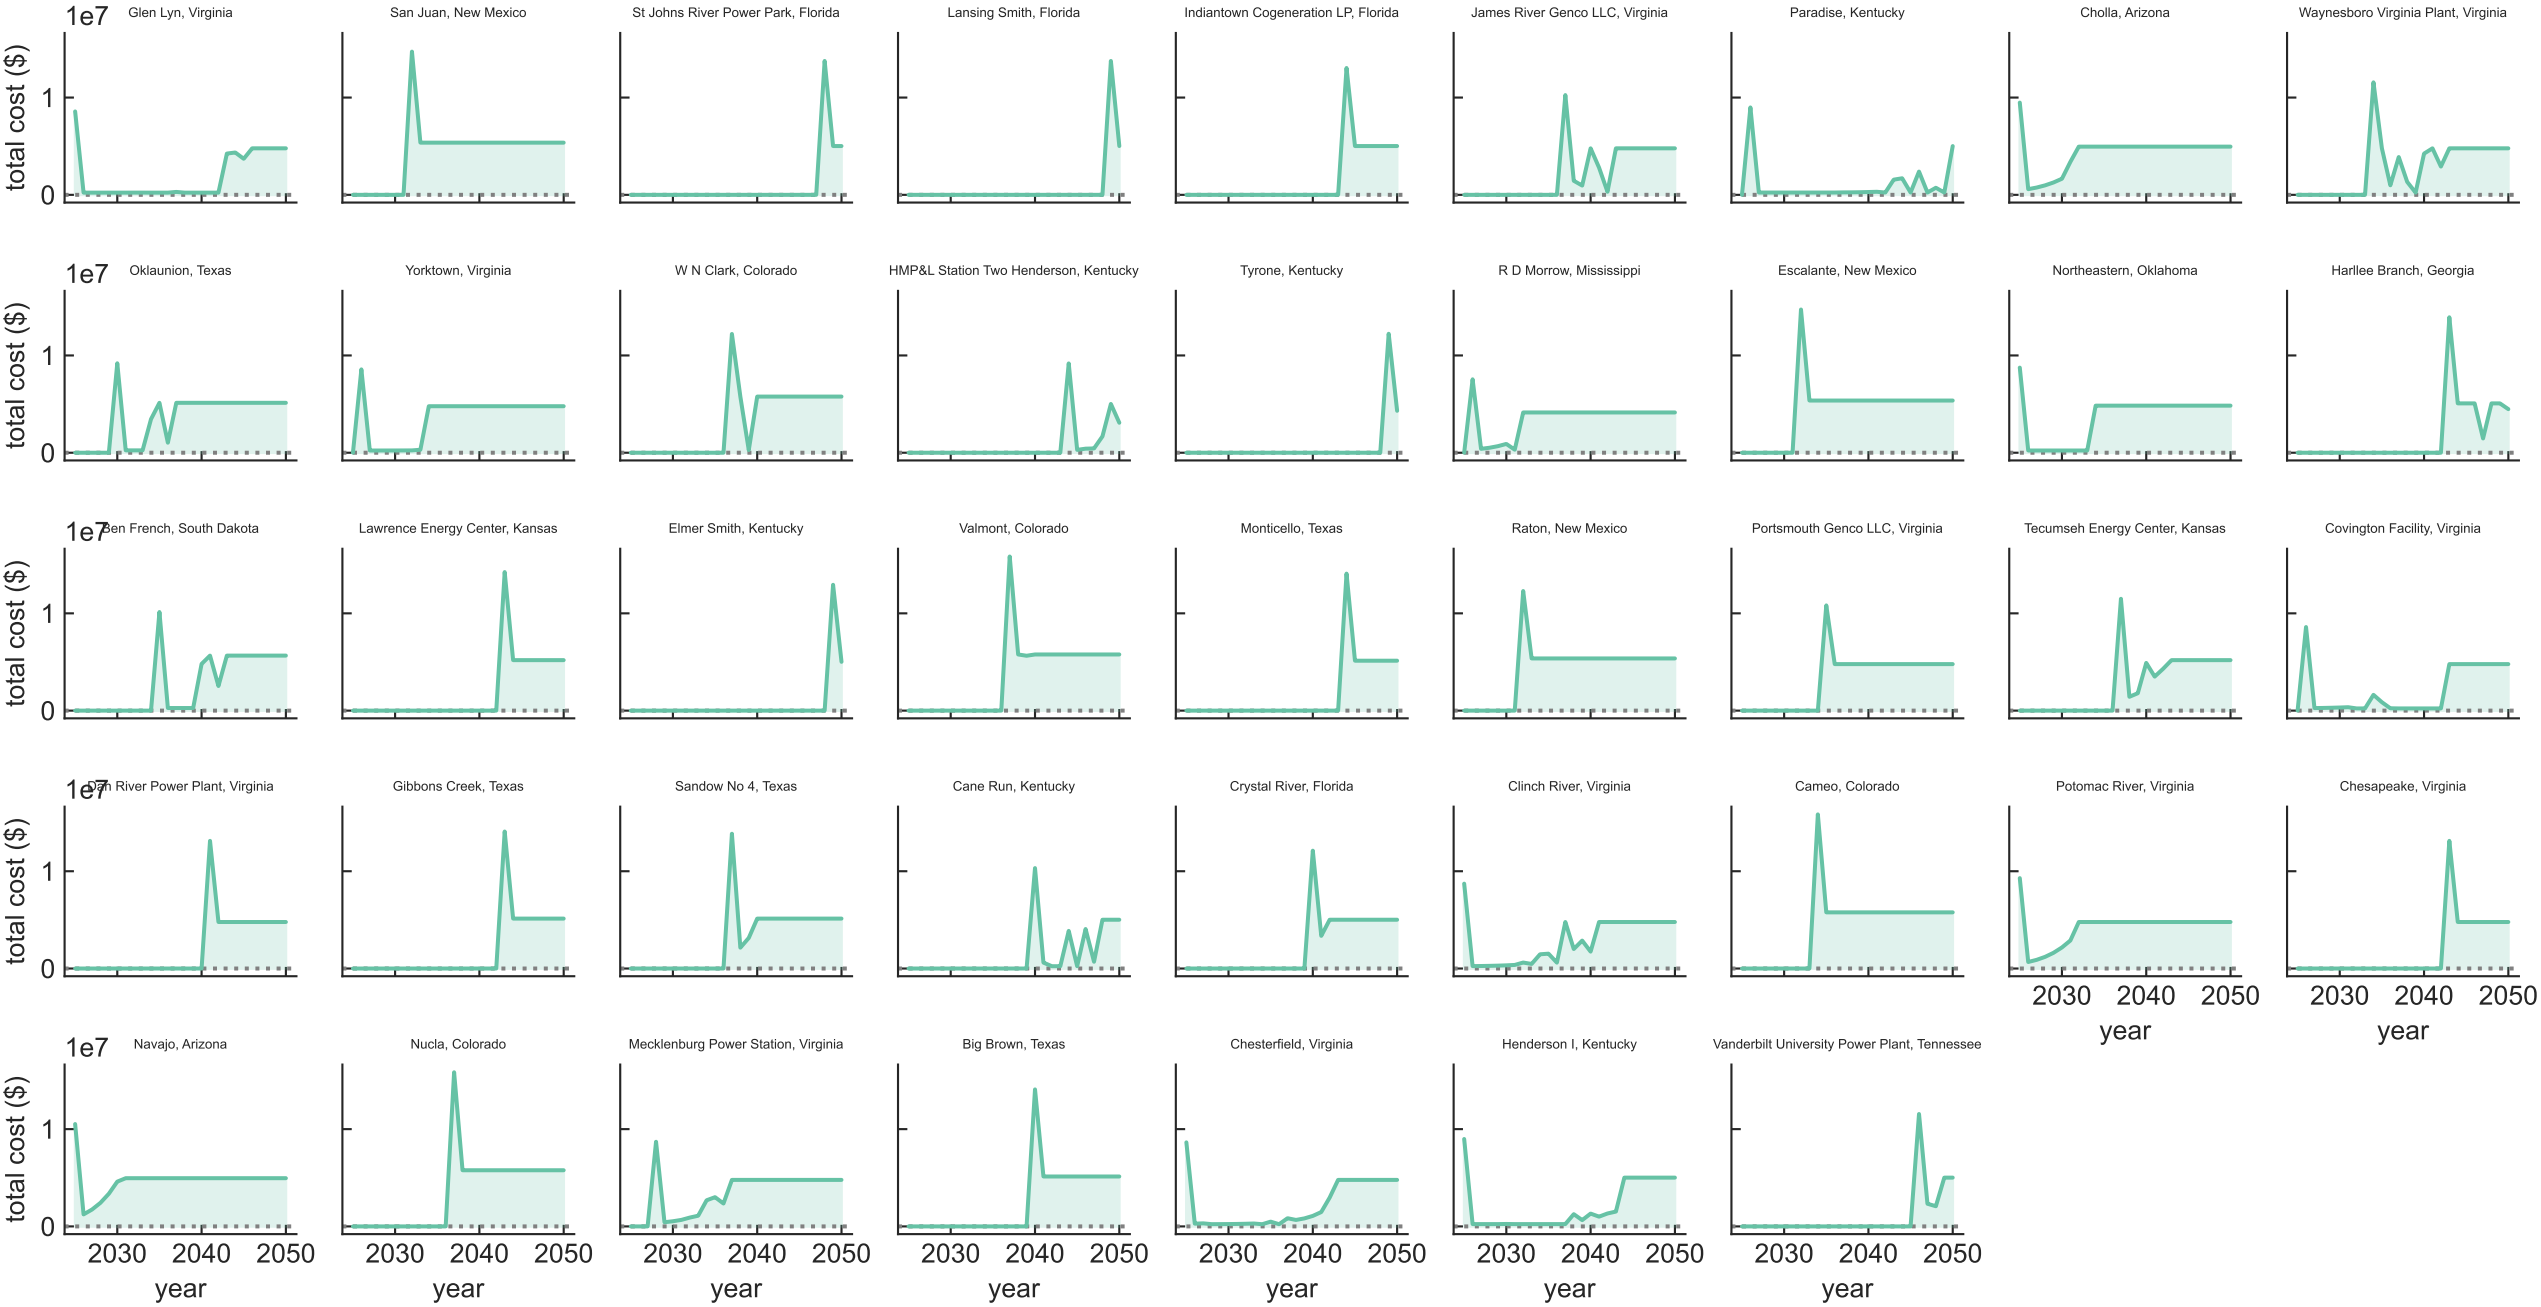 1e7
Glen Lyn, Virginia
San Juan, New Mexico
St Johns River Power Park, Florida
Lansing Smith, Florida
Indiantown Cogeneration LP, Florida
James River Genco LLC, Virginia
Paradise, Kentucky
Cholla, Arizona
Waynesboro Virginia Plant, Virginia
total cost ($)
1
0
1e7
Oklaunion, Texas
Yorktown, Virginia
W N Clark, Colorado
HMP&L Station Two Henderson, Kentucky
Tyrone, Kentucky
R D Morrow, Mississippi
Escalante, New Mexico
Northeastern, Oklahoma
Harllee Branch, Georgia
total cost ($)
1
0
1e7
Ben French, South Dakota
Lawrence Energy Center, Kansas
Elmer Smith, Kentucky
Valmont, Colorado
Monticello, Texas
Raton, New Mexico
Portsmouth Genco LLC, Virginia
Tecumseh Energy Center, Kansas
Covington Facility, Virginia
total cost ($)
1
0
1e7
Dan River Power Plant, Virginia
Gibbons Creek, Texas
Sandow No 4, Texas
Cane Run, Kentucky
Crystal River, Florida
Clinch River, Virginia
Cameo, Colorado
Potomac River, Virginia
Chesapeake, Virginia
total cost ($)
1
0
2030 2040 2050
year
2030 2040 2050
year
1e7
Navajo, Arizona
Nucla, Colorado
Mecklenburg Power Station, Virginia
Big Brown, Texas
Chesterfield, Virginia
Henderson I, Kentucky
Vanderbilt University Power Plant, Tennessee
total cost ($)
1
0
2030 2040 2050
year
2030 2040 2050
year
2030 2040 2050
year
2030 2040 2050
year
2030 2040 2050
year
2030 2040 2050
year
2030 2040 2050
year